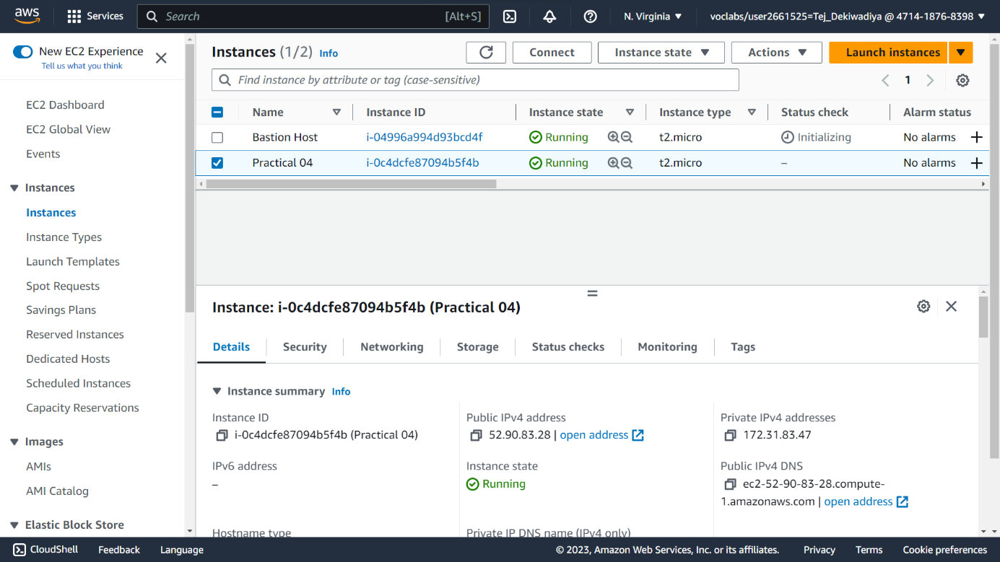 aws
Services
Search [Alt+S]
N. Virginia
voclabs/user2661525=Tej_Dekiwadiya @ 4714-1876-8398
New EC2 Experience
Tell us what you think
EC2 Dashboard
EC2 Global View
Events
Instances
Instances
Instance Types
Launch Templates
Spot Requests
Savings Plans
Reserved Instances
Dedicated Hosts
Scheduled Instances
Capacity Reservations
Images
AMIs
AMI Catalog
Elastic Block Store
Instances (1/2) Info
Connect
Instance state
Actions
Launch instances
Find instance by attribute or tag (case-sensitive)
1
Name Instance ID Instance state Instance type Status check Alarm status
Bastion Host i-04996a994d93bcd4f Running t2.micro Initializing No alarms +
Practical 04 i-0c4dcfe87094b5f4b Running t2.micro – No alarms +
Instance: i-0c4dcfe87094b5f4b (Practical 04)
Details Security Networking Storage Status checks Monitoring Tags
Instance summary Info
Instance ID
i-0c4dcfe87094b5f4b (Practical 04)
Public IPv4 address
52.90.83.28 | open address
Private IPv4 addresses
172.31.83.47
IPv6 address
–
Instance state
Running
Public IPv4 DNS
ec2-52-90-83-28.compute-
1.amazonaws.com | open address
Hostname type
Private IP DNS name (IPv4 only)
CloudShell Feedback Language
© 2023, Amazon Web Services, Inc. or its affiliates. Privacy Terms Cookie preferences